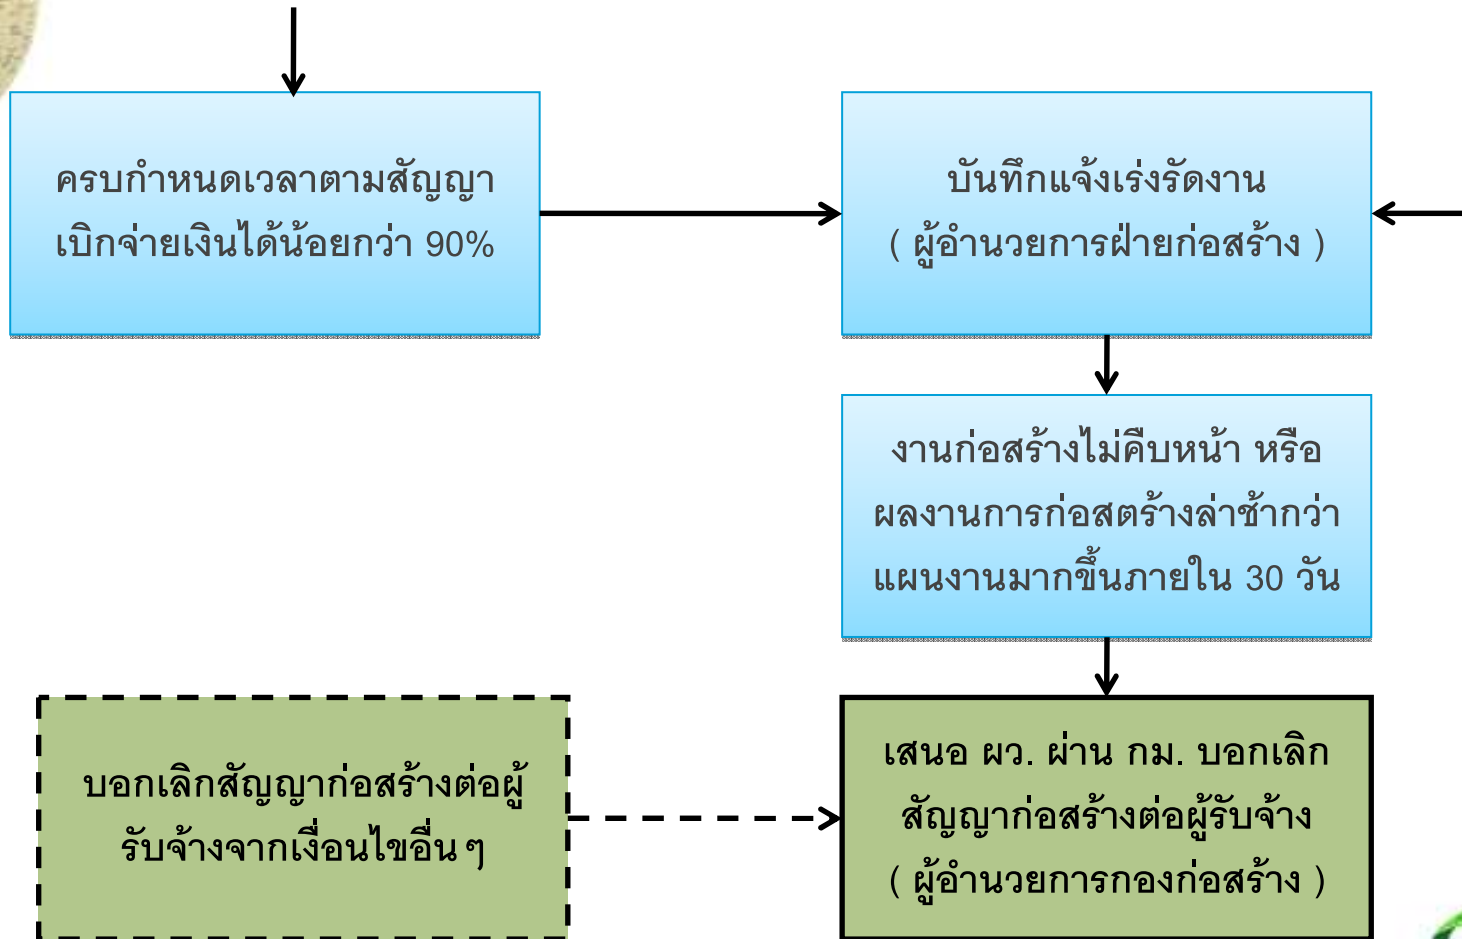 ครบกำหนดเวลาตามสัญญา
เบิกจ่ายเงินได้น้อยกว่า 90%
บันทึกแจ้งเร่งรัดงาน
( ผู้อำนวยการฝ่ายก่อสร้าง )
งานก่อสร้างไม่คืบหน้า หรือ
ผลงานการก่อสตร้างล่าช้ากว่า
แผนงานมากขึ้นภายใน 30 วัน
บอกเลิกสัญญาก่อสร้างต่อผู้
รับจ้างจากเงื่อนไขอื่น ๆ
เสนอ ผว. ผ่าน กม. บอกเลิก
สัญญาก่อสร้างต่อผู้รับจ้าง
( ผู้อำนวยการกองก่อสร้าง )